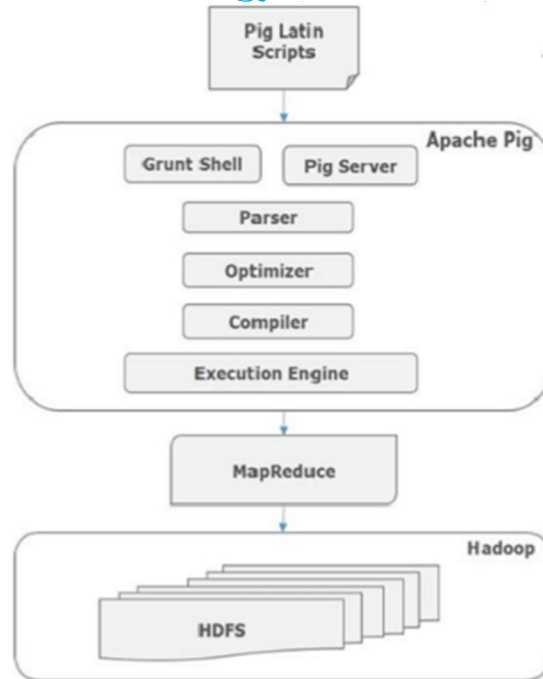 Pig Latin
Scripts
Apache Pig
Grunt Shell
Pig Server
Parser
Optimizer
Compiler
Execution Engine
MapReduce
Hadoop
HDFS